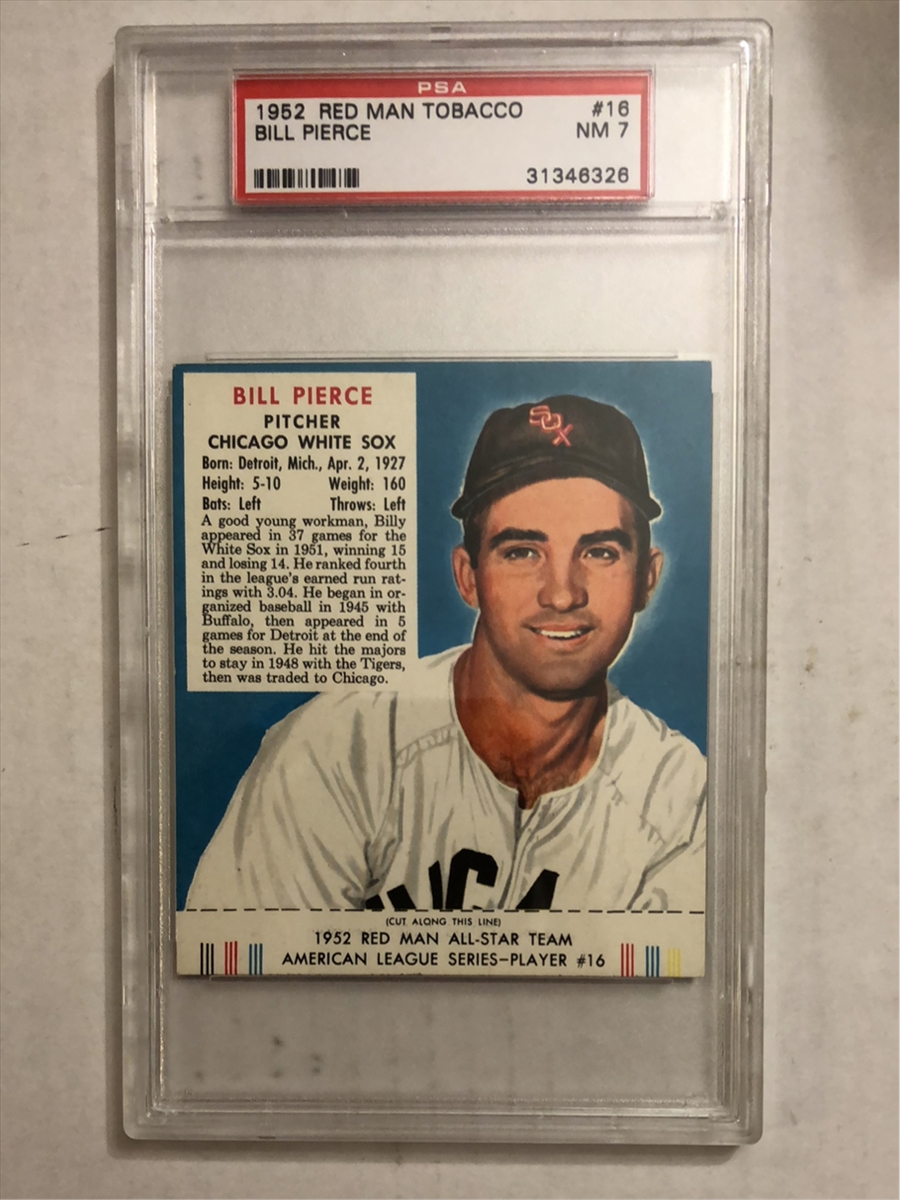 PSA
1952 RED MAN TOBACCO #16
BILL PIERCE NM 7
31346326
BILL PIERCE
PITCHER
CHICAGO WHITE SOX
Born: Detroit, Mich., Apr. 2, 1927
Height: 5-10 Weight: 160
Bats: Left Throws: Left
A good young workman, Billy
appeared in 37 games for the
White Sox in 1951, winning 15
and losing 14. He ranked fourth
in the league's earned run rat-
ings with 3.04. He began in or-
ganized baseball in 1945 with
Buffalo, then appeared in 5
games for Detroit at the end of
the season. He hit the majors
to stay in 1948 with the Tigers,
then was traded to Chicago.
SOX
(CUT ALONG THIS LINE)
1952 RED MAN ALL-STAR TEAM
AMERICAN LEAGUE SERIES-PLAYER #16